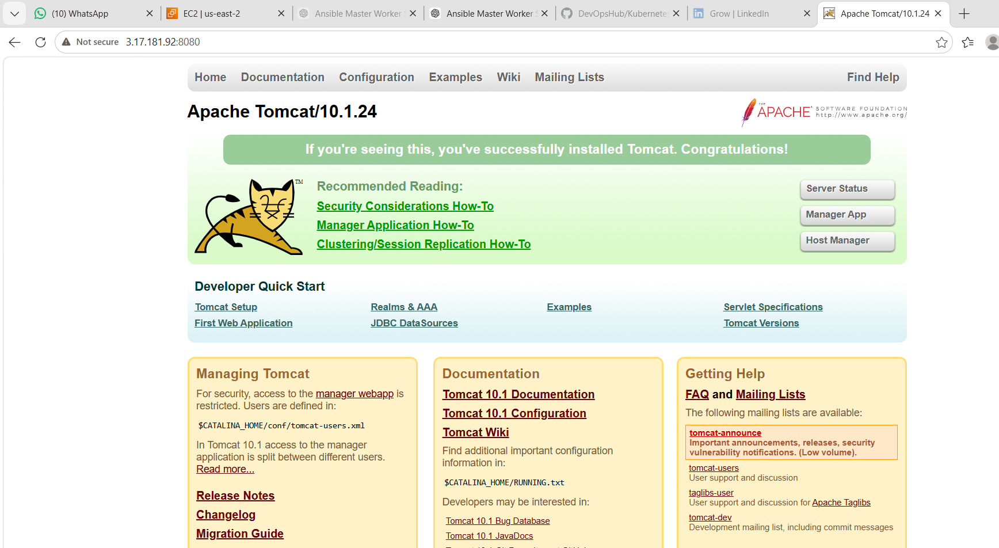 (10) WhatsApp
EC2 | us-east-2
Ansible Master Worker S
Ansible Master Worker S
DevOpsHub/Kubernete
Grow | LinkedIn
Apache Tomcat/10.1.24
Not secure 3.17.181.92:8080
Home Documentation Configuration Examples Wiki Mailing Lists Find Help
Apache Tomcat/10.1.24
THE APACHE SOFTWARE FOUNDATION
http://www.apache.org/
If you're seeing this, you've successfully installed Tomcat. Congratulations!
TM
Recommended Reading:
Security Considerations How-To
Manager Application How-To
Clustering/Session Replication How-To
Server Status
Manager App
Host Manager
Developer Quick Start
Tomcat Setup
First Web Application
Realms & AAA
JDBC DataSources
Examples
Servlet Specifications
Tomcat Versions
Managing Tomcat
For security, access to the manager webapp is
restricted. Users are defined in:
$CATALINA_HOME/conf/tomcat-users.xml
In Tomcat 10.1 access to the manager
application is split between different users.
Read more...
Release Notes
Changelog
Migration Guide
Documentation
Tomcat 10.1 Documentation
Tomcat 10.1 Configuration
Tomcat Wiki
Find additional important configuration
information in:
$CATALINA_HOME/RUNNING.txt
Developers may be interested in:
Tomcat 10.1 Bug Database
Tomcat 10.1 JavaDocs
Getting Help
FAQ and Mailing Lists
The following mailing lists are available:
tomcat-announce
Important announcements, releases, security
vulnerability notifications. (Low volume).
tomcat-users
User support and discussion
taglibs-user
User support and discussion for Apache Taglibs
tomcat-dev
Development mailing list, including commit messages